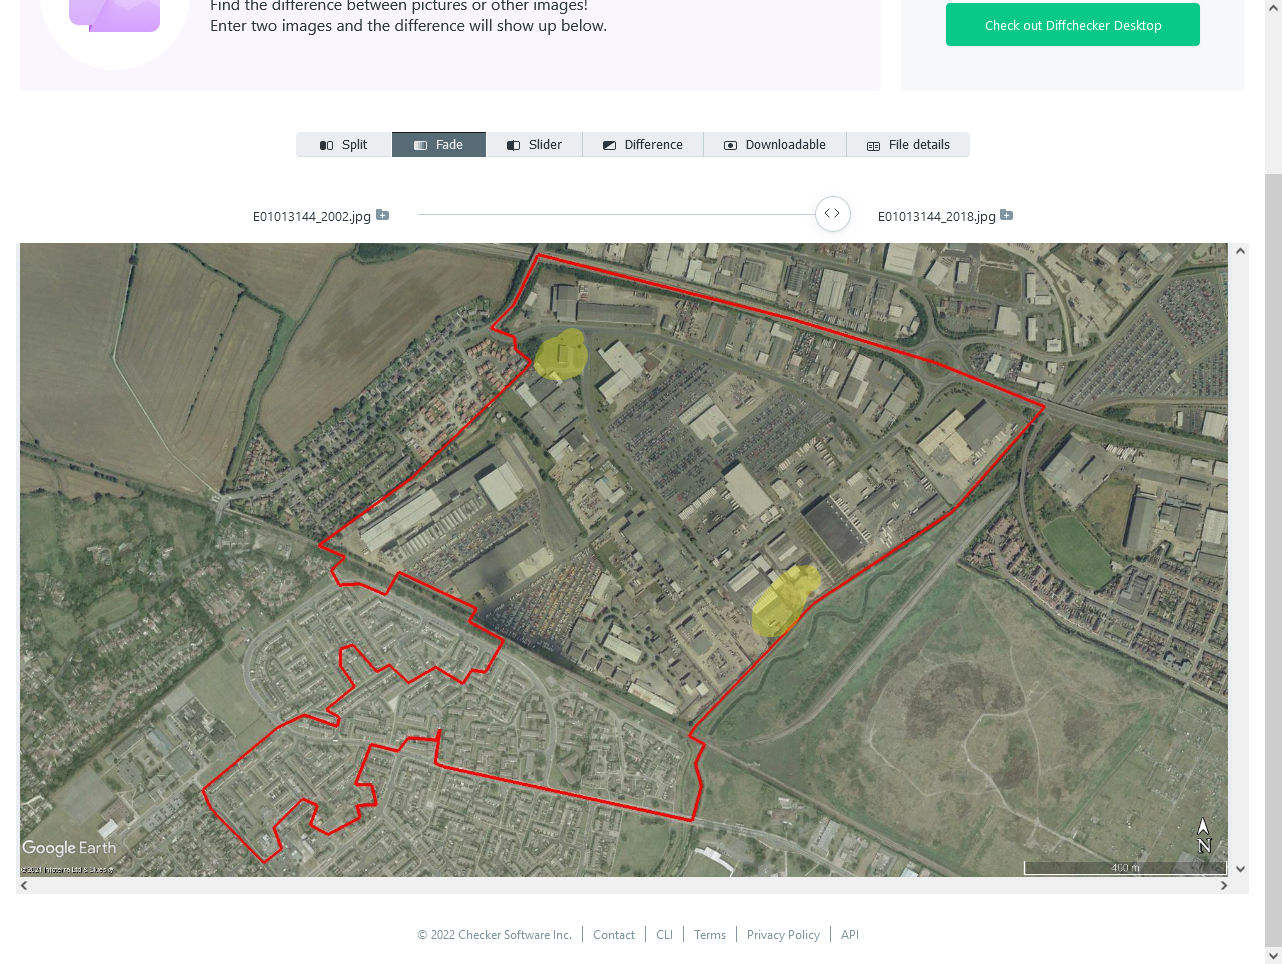 Find the difference between pictures or other images!
Enter two images and the difference will show up below.
Check out Diffchecker Desktop
Split Fade Slider Difference Downloadable File details
E01013144_2002.jpg
E01013144_2018.jpg
Google Earth
N
400 m
© 2022 Checker Software Inc. Contact CLI Terms Privacy Policy API